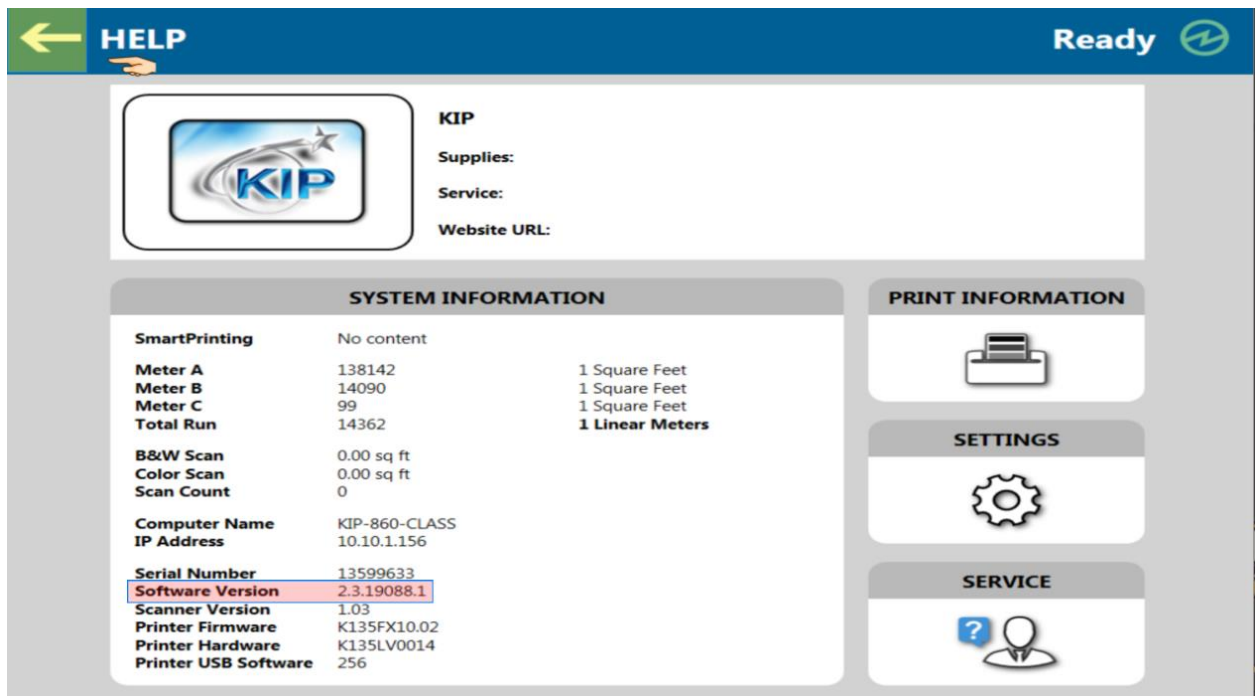 HELP
Ready
KIP
KIP
Supplies:
Service:
Website URL:
SYSTEM INFORMATION
SmartPrinting No content
Meter A 138142 1 Square Feet
Meter B 14090 1 Square Feet
Meter C 99 1 Square Feet
Total Run 14362 1 Linear Meters
B&W Scan 0.00 sq ft
Color Scan 0.00 sq ft
Scan Count 0
Computer Name KIP-860-CLASS
IP Address 10.10.1.156
Serial Number 13599633
Software Version 2.3.19088.1
Scanner Version 1.03
Printer Firmware K135FX10.02
Printer Hardware K135LV0014
Printer USB Software 256
PRINT INFORMATION
SETTINGS
SERVICE
?